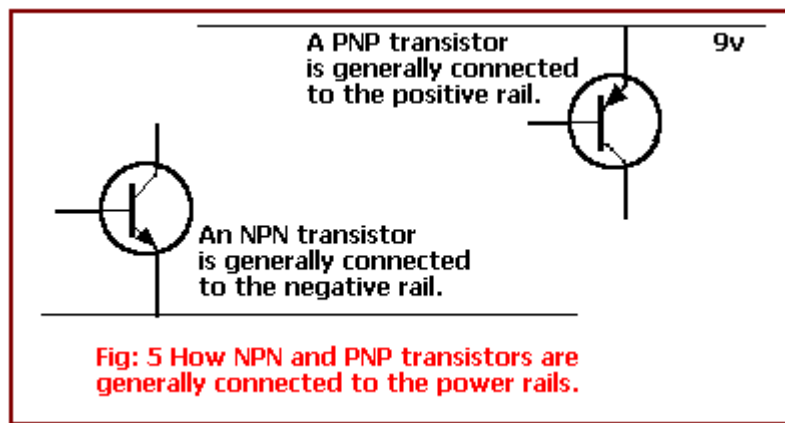 A PNP transistor
is generally connected
to the positive rail.
9v
An NPN transistor
is generally connected
to the negative rail.
Fig: 5 How NPN and PNP transistors are
generally connected to the power rails.